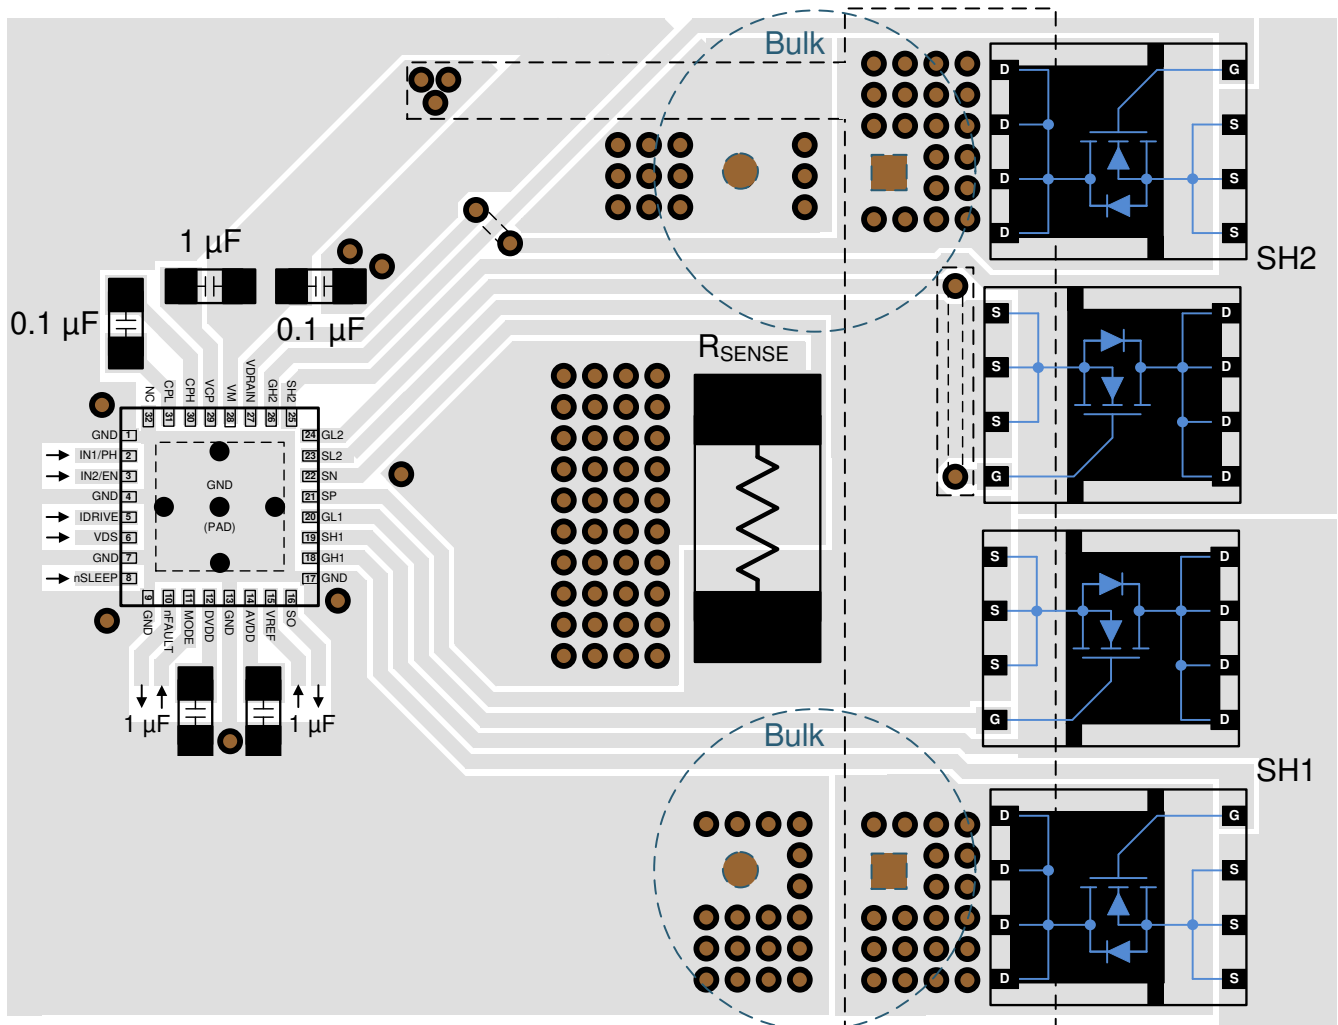 Bulk
1 µF
0.1 µF
0.1 µF
R_SENSE
SH2
D
D
D
D
G
S
S
S
S
S
S
G
D
D
D
D
NC
CPL
CPH
VCP
VM
VDRAIN
GH2
SH2
32
31
30
29
28
27
26
25
GND 1
IN1/PH 2
IN2/EN 3
GND 4
IDRIVE 5
VDS 6
GND 7
nSLEEP 8
GND
(PAD)
24 GL2
23 SL2
22 SN
21 SP
20 GL1
19 SH1
18 GH1
17 GND
9
10
11
12
13
14
15
16
GND
nFAULT
MODE
DVDD
GND
AVDD
VREF
SO
1 µF
1 µF
S
S
S
G
D
D
D
D
Bulk
SH1
D
D
D
D
G
S
S
S